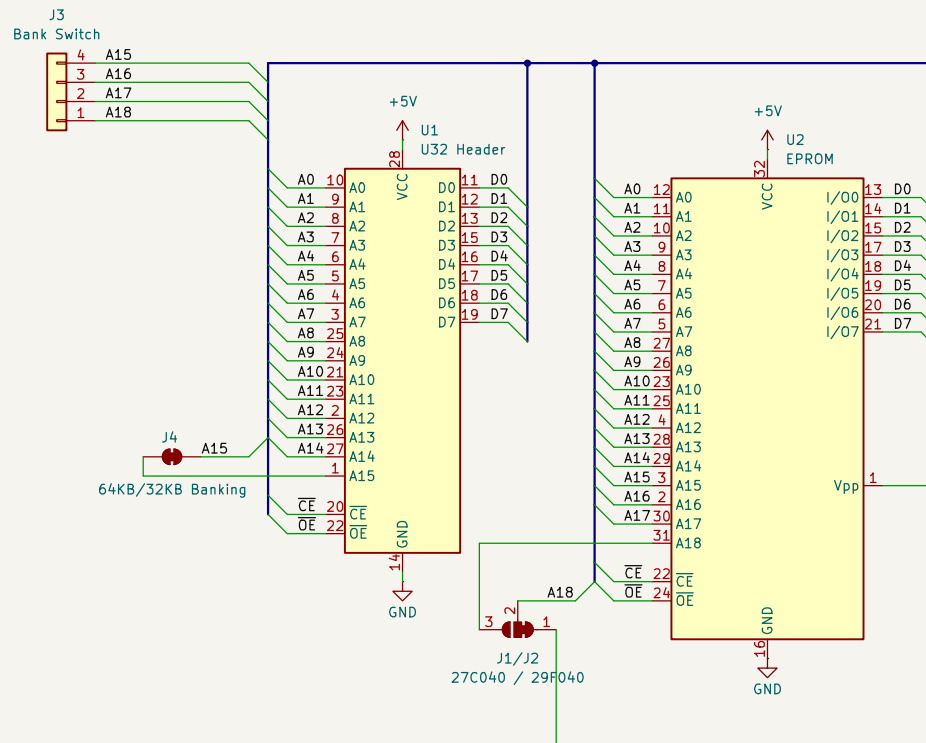 J3
Bank Switch
4 A15
3 A16
2 A17
1 A18
+5V
U1
U32 Header
28
VCC
A0 10 A0
A1 9 A1
A2 8 A2
A3 7 A3
A4 6 A4
A5 5 A5
A6 4 A6
A7 3 A7
A8 25 A8
A9 24 A9
A10 21 A10
A11 23 A11
A12 2 A12
A13 26 A13
A14 27 A14
1 A15
CE 20 CE
OE 22 OE
D0 11 D0
D1 12 D1
D2 13 D2
D3 15 D3
D4 16 D4
D5 17 D5
D6 18 D6
D7 19 D7
GND
14
GND
J4
A15
64KB/32KB Banking
+5V
U2
EPROM
32
VCC
A0 12 A0
A1 11 A1
A2 10 A2
A3 9 A3
A4 8 A4
A5 7 A5
A6 6 A6
A7 5 A7
A8 27 A8
A9 26 A9
A10 23 A10
A11 25 A11
A12 4 A12
A13 28 A13
A14 29 A14
A15 3 A15
A16 2 A16
A17 30 A17
31 A18
CE 22 CE
OE 24 OE
I/O0 13 D0
I/O1 14 D1
I/O2 15 D2
I/O3 17 D3
I/O4 18 D4
I/O5 19 D5
I/O6 20 D6
I/O7 21 D7
Vpp 1
GND
16
GND
A18
2
3 1
J1/J2
27C040 / 29F040